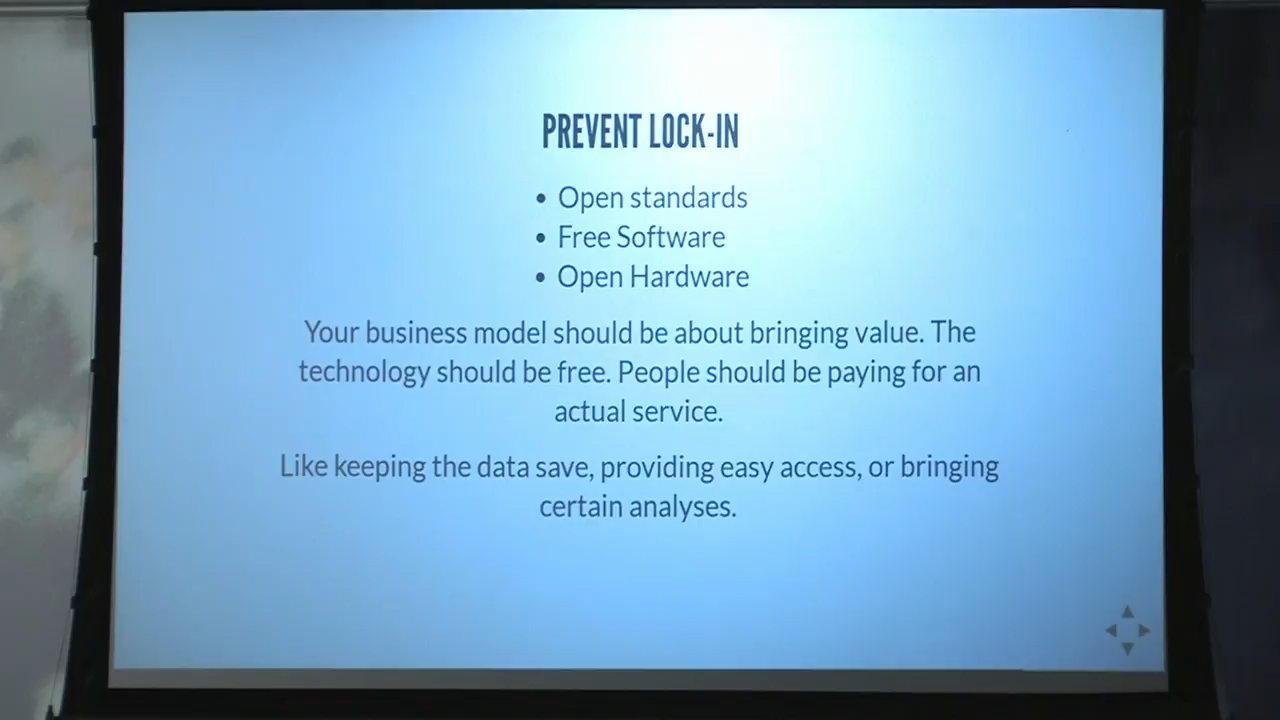 PREVENT LOCK-IN
• Open standards
• Free Software
• Open Hardware
Your business model should be about bringing value. The
technology should be free. People should be paying for an
actual service.
Like keeping the data save, providing easy access, or bringing
certain analyses.